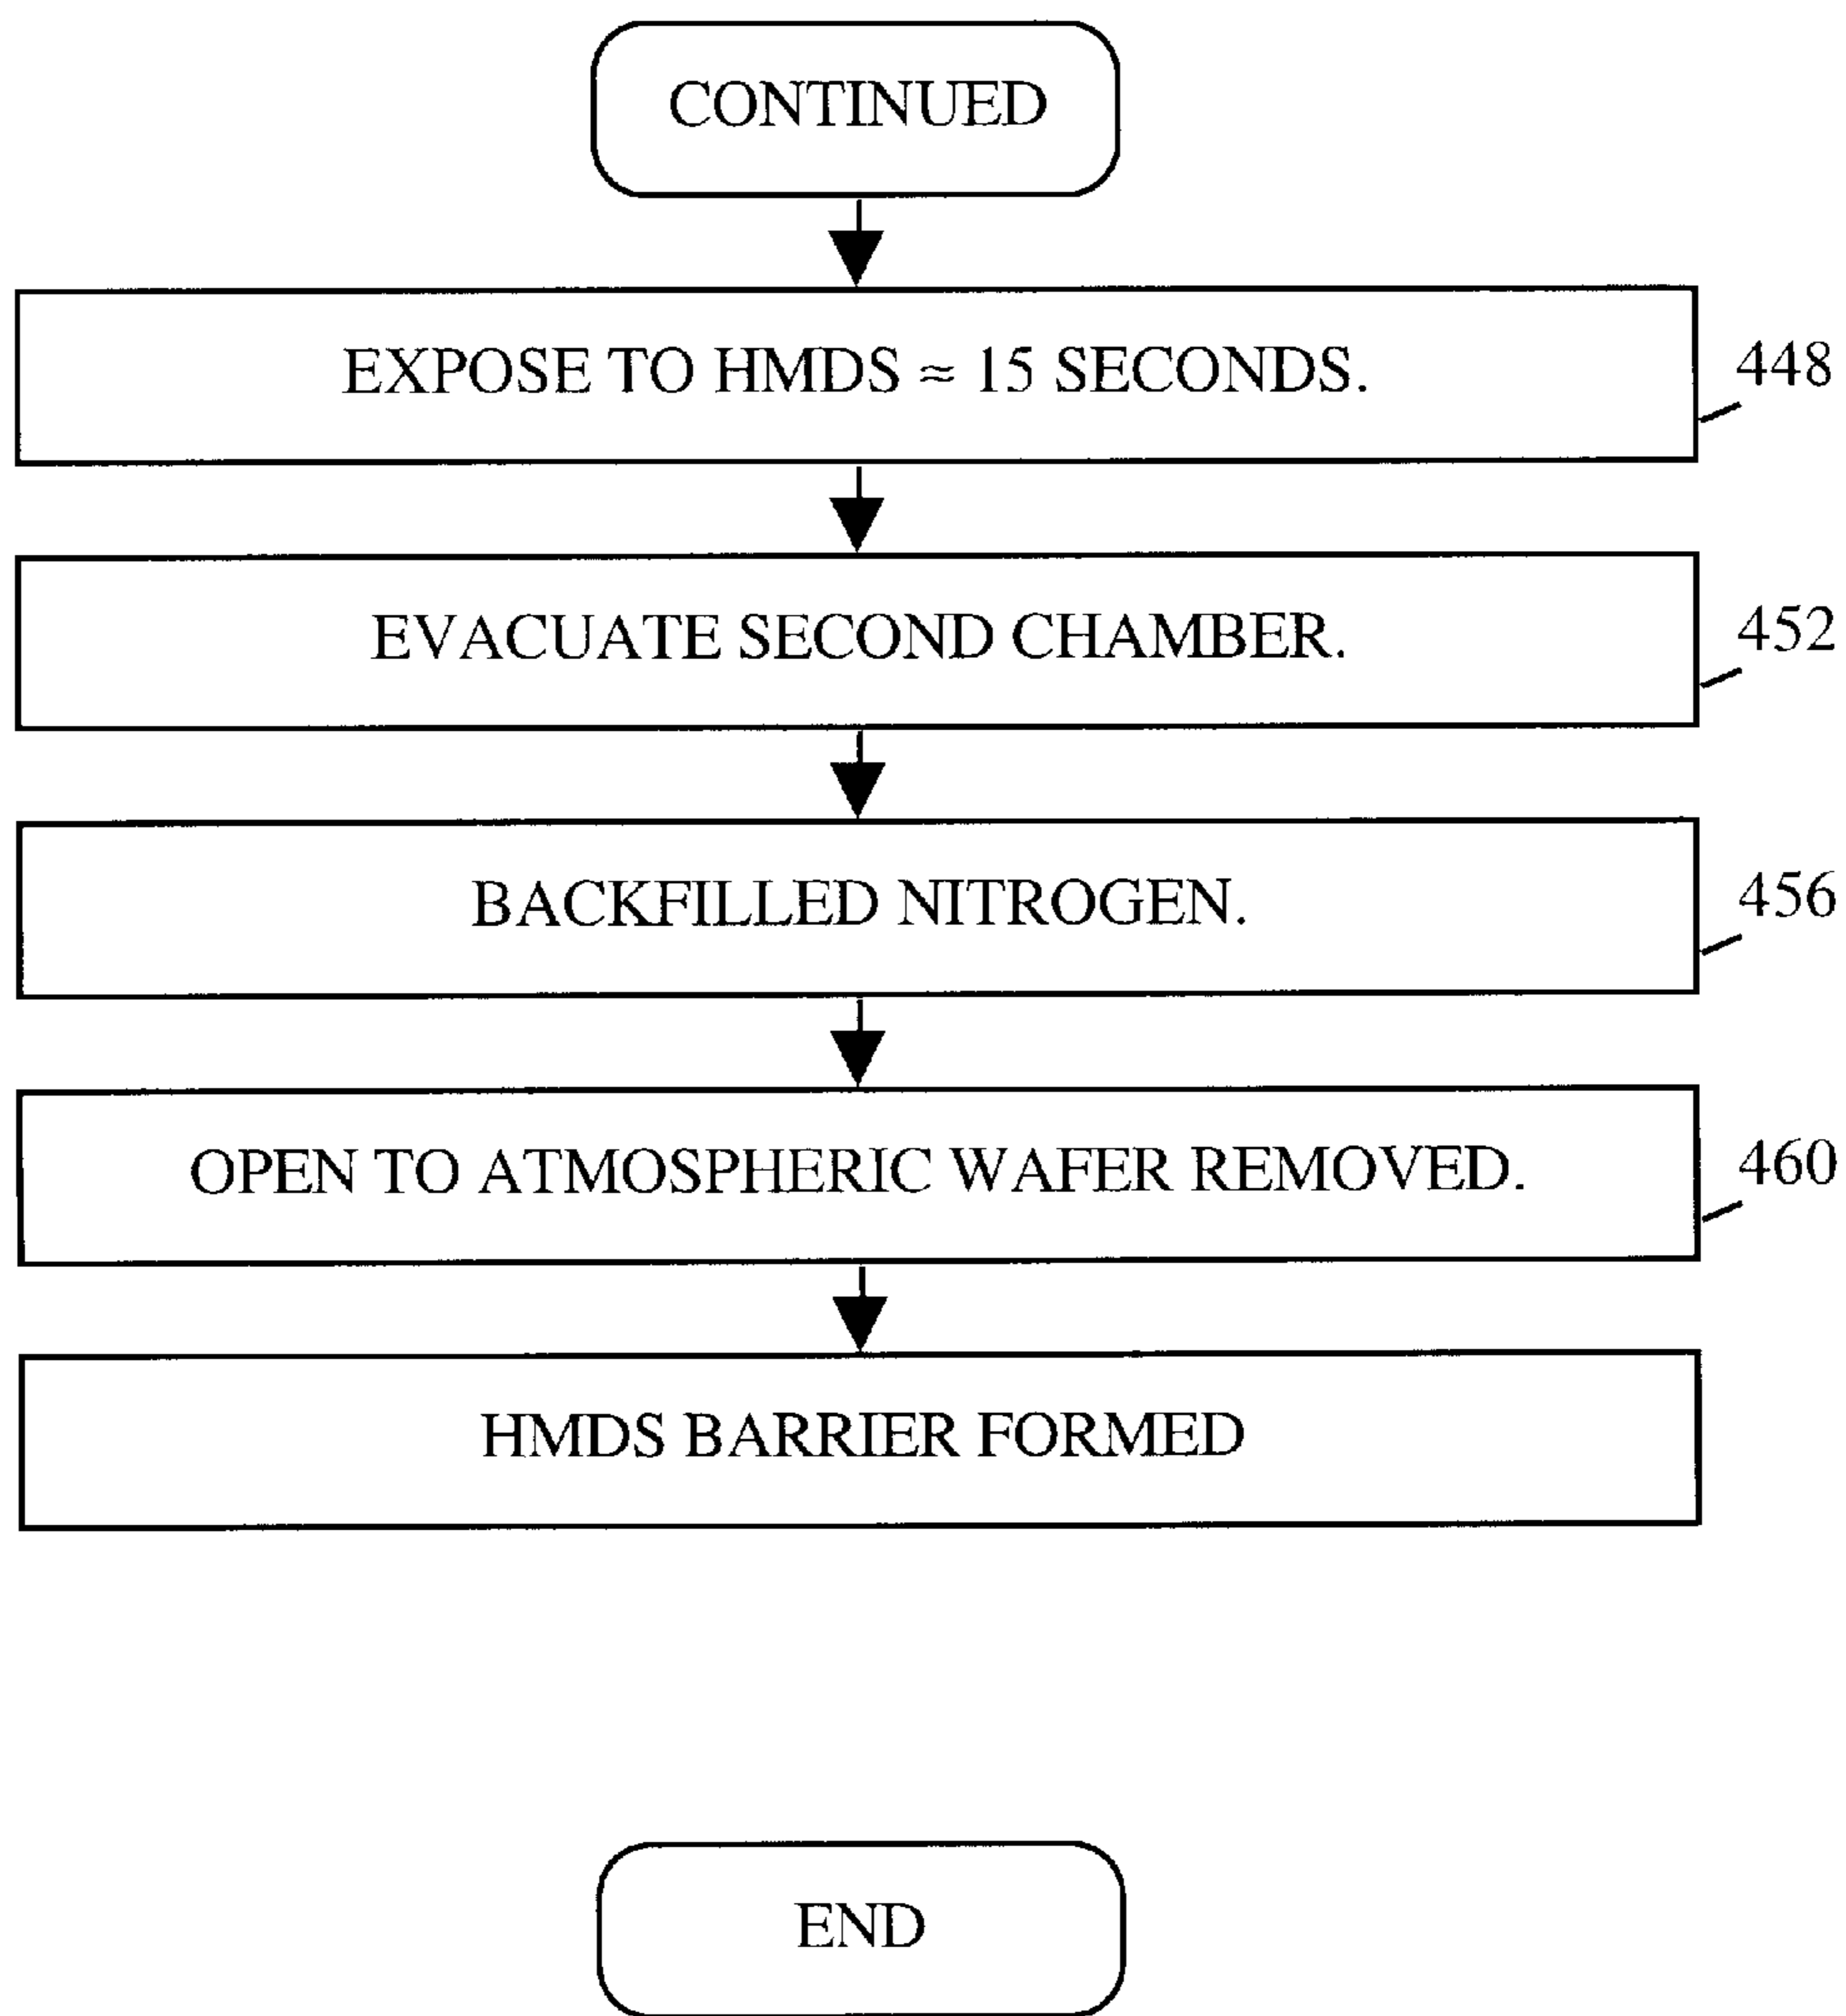 CONTINUED
EXPOSE TO HMDS ≈ 15 SECONDS.
448
EVACUATE SECOND CHAMBER.
452
BACKFILLED NITROGEN.
456
OPEN TO ATMOSPHERIC WAFER REMOVED.
460
HMDS BARRIER FORMED
END